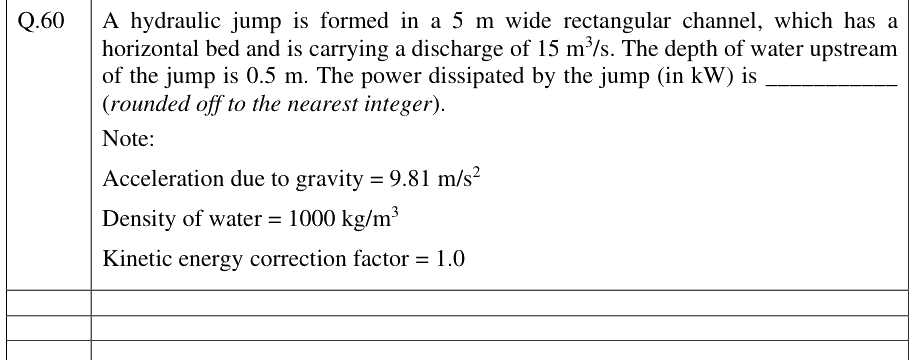 Q.60 A hydraulic jump is formed in a 5 m wide rectangular channel, which has a
horizontal bed and is carrying a discharge of 15 m³/s. The depth of water upstream
of the jump is 0.5 m. The power dissipated by the jump (in kW) is ___________
(rounded off to the nearest integer).
Note:
Acceleration due to gravity = 9.81 m/s²
Density of water = 1000 kg/m³
Kinetic energy correction factor = 1.0